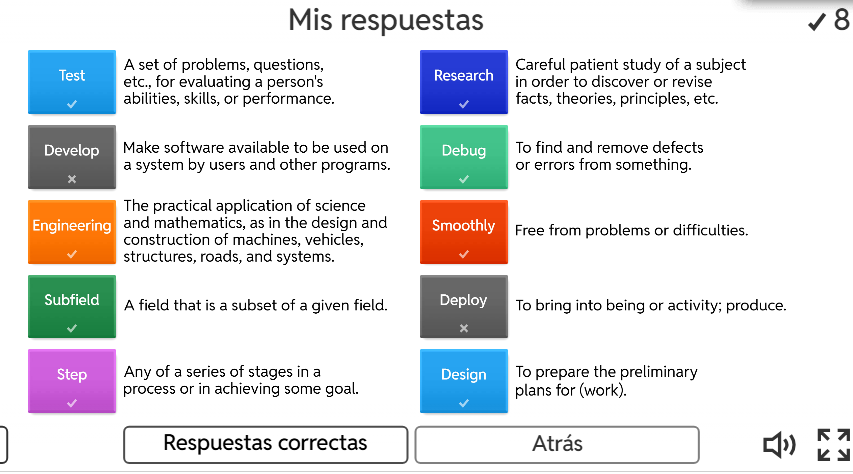 Mis respuestas
8
Test
A set of problems, questions,
etc., for evaluating a person's
abilities, skills, or performance.
Research
Careful patient study of a subject
in order to discover or revise
facts, theories, principles, etc.
Develop
Make software available to be used on
a system by users and other programs.
Debug
To find and remove defects
or errors from something.
Engineering
The practical application of science
and mathematics, as in the design and
construction of machines, vehicles,
structures, roads, and systems.
Smoothly
Free from problems or difficulties.
Subfield
A field that is a subset of a given field.
Deploy
To bring into being or activity; produce.
Step
Any of a series of stages in a
process or in achieving some goal.
Design
To prepare the preliminary
plans for (work).
Respuestas correctas
Atrás